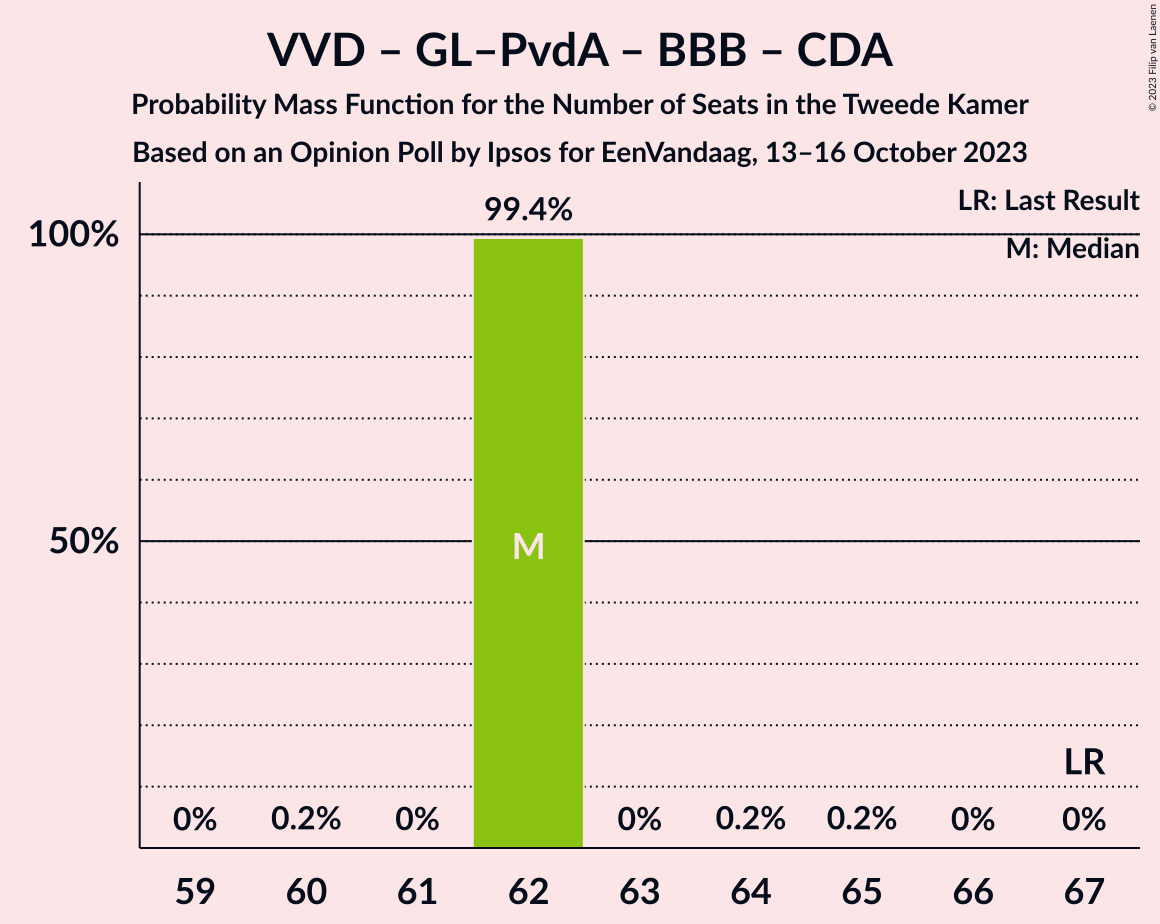 VVD – GL–PvdA – BBB – CDA
Probability Mass Function for the Number of Seats in the Tweede Kamer
Based on an Opinion Poll by Ipsos for EenVandaag, 13–16 October 2023
© 2023 Filip van Laenen
LR: Last Result
M: Median
99.4%
100%
50%
M
LR
0% 0.2% 0% 0% 0.2% 0.2% 0% 0%
59 60 61 62 63 64 65 66 67